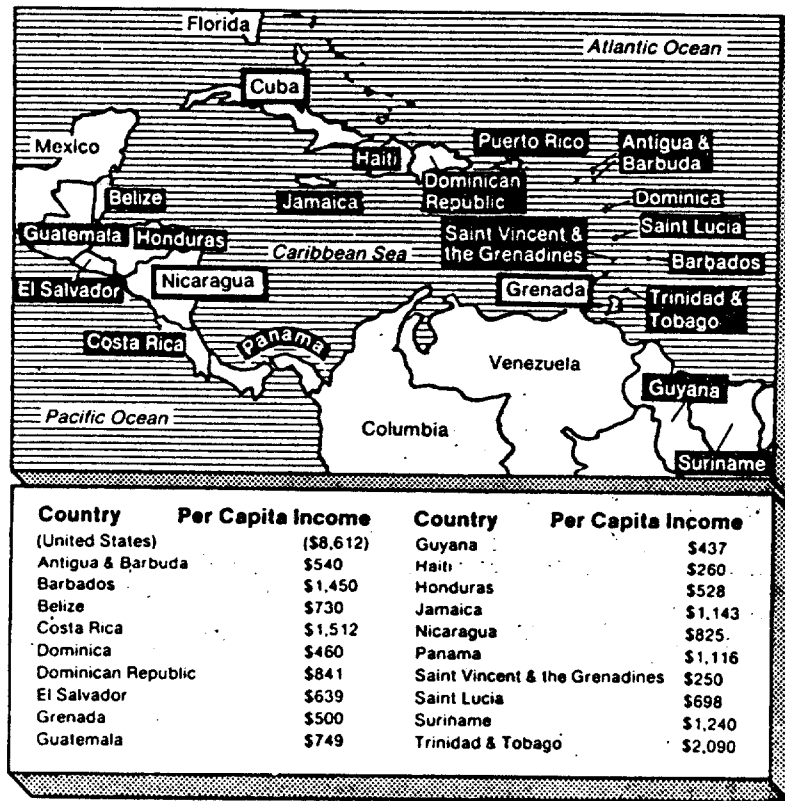 Florida
Atlantic Ocean
Cuba
Mexico
Haiti
Puerto Rico
Antigua &
Barbuda
Belize
Jamaica
Dominican
Republic
Dominica
Guatemala
Honduras
Caribbean Sea
Saint Vincent &
the Grenadines
Saint Lucia
Barbados
El Salvador
Nicaragua
Grenada
Trinidad &
Tobago
Costa Rica
Panama
Venezuela
Guyana
Pacific Ocean
Columbia
Suriname
Country Per Capita Income
(United States) ($8,612)
Antigua & Barbuda $540
Barbados $1,450
Belize $730
Costa Rica $1,512
Dominica $460
Dominican Republic $841
El Salvador $639
Grenada $500
Guatemala $749
Country Per Capita Income
Guyana $437
Haiti $260
Honduras $528
Jamaica $1,143
Nicaragua $825
Panama $1,116
Saint Vincent & the Grenadines $250
Saint Lucia $698
Suriname $1,240
Trinidad & Tobago $2,090